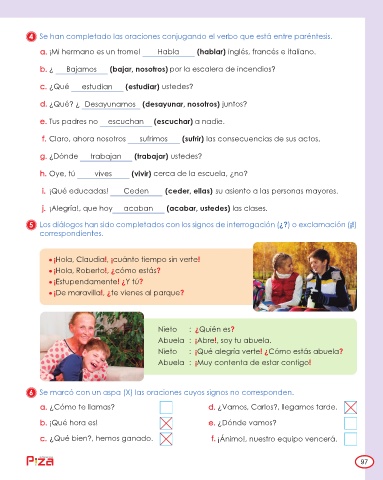 4 Se han completado las oraciones conjugando el verbo que está entre paréntesis.
a. ¡Mi hermano es un trome! Habla (hablar) inglés, francés e italiano.
b. ¿ Bajamos (bajar, nosotros) por la escalera de incendios?
c. ¿Qué estudian (estudiar) ustedes?
d. ¿Qué? ¿ Desayunamos (desayunar, nosotros) juntos?
e. Tus padres no escuchan (escuchar) a nadie.
f. Claro, ahora nosotros sufrimos (sufrir) las consecuencias de sus actos.
g. ¿Dónde trabajan (trabajar) ustedes?
h. Oye, tú vives (vivir) cerca de la escuela, ¿no?
i. ¡Qué educadas! Ceden (ceder, ellas) su asiento a las personas mayores.
j. ¡Alegría!, que hoy acaban (acabar, ustedes) las clases.
5 Los diálogos han sido completados con los signos de interrogación (¿?) o exclamación (¡!)
correspondientes.
• ¡Hola, Claudia!, ¡cuánto tiempo sin verte!
• ¡Hola, Roberto!, ¿cómo estás?
• ¡Estupendamente! ¿Y tú?
• ¡De maravilla!, ¿te vienes al parque?
Nieto : ¿Quién es?
Abuela : ¡Abre!, soy tu abuela.
Nieto : ¡Qué alegría verte! ¿Cómo estás abuela?
Abuela : ¡Muy contenta de estar contigo!
6 Se marcó con un aspa (X) las oraciones cuyos signos no corresponden.
a. ¿Cómo te llamas?
d. ¿Vamos, Carlos?, llegamos tarde. X
b. ¡Qué hora es! X
e. ¿Dónde vamos?
c. ¿Qué bien?, hemos ganado. X
f. ¡Ánimo!, nuestro equipo vencerá.
Piza
97